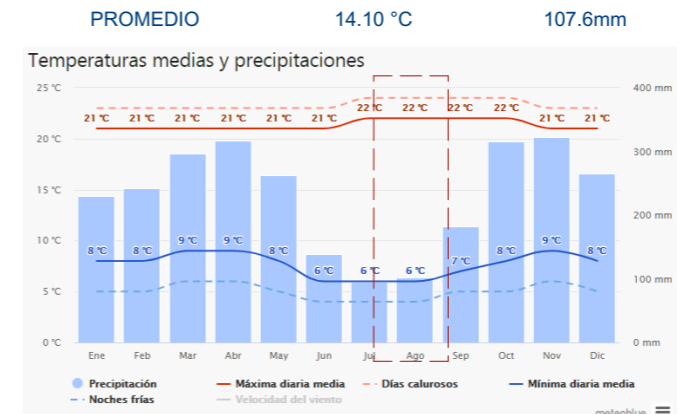 PROMEDIO 14.10 °C 107.6mm
Temperaturas medias y precipitaciones
25 °C 400 mm
22 °C 22 °C 22 °C 22 °C
21 °C 21 °C 21 °C 21 °C 21 °C 21 °C 21 °C 21 °C
20 °C 300 mm
15 °C 200 mm
10 °C 100 mm
8 °C 8 °C 9 °C 9 °C 8 °C 6 °C 6 °C 6 °C 7 °C 8 °C 9 °C 8 °C
5 °C
0 °C 0 mm
Ene Feb Mar Abr May Jun Jul Ago Sep Oct Nov Dic
Precipitación Máxima diaria media Días calurosos Mínima diaria media
Noches frías Velocidad del viento
meteoblue